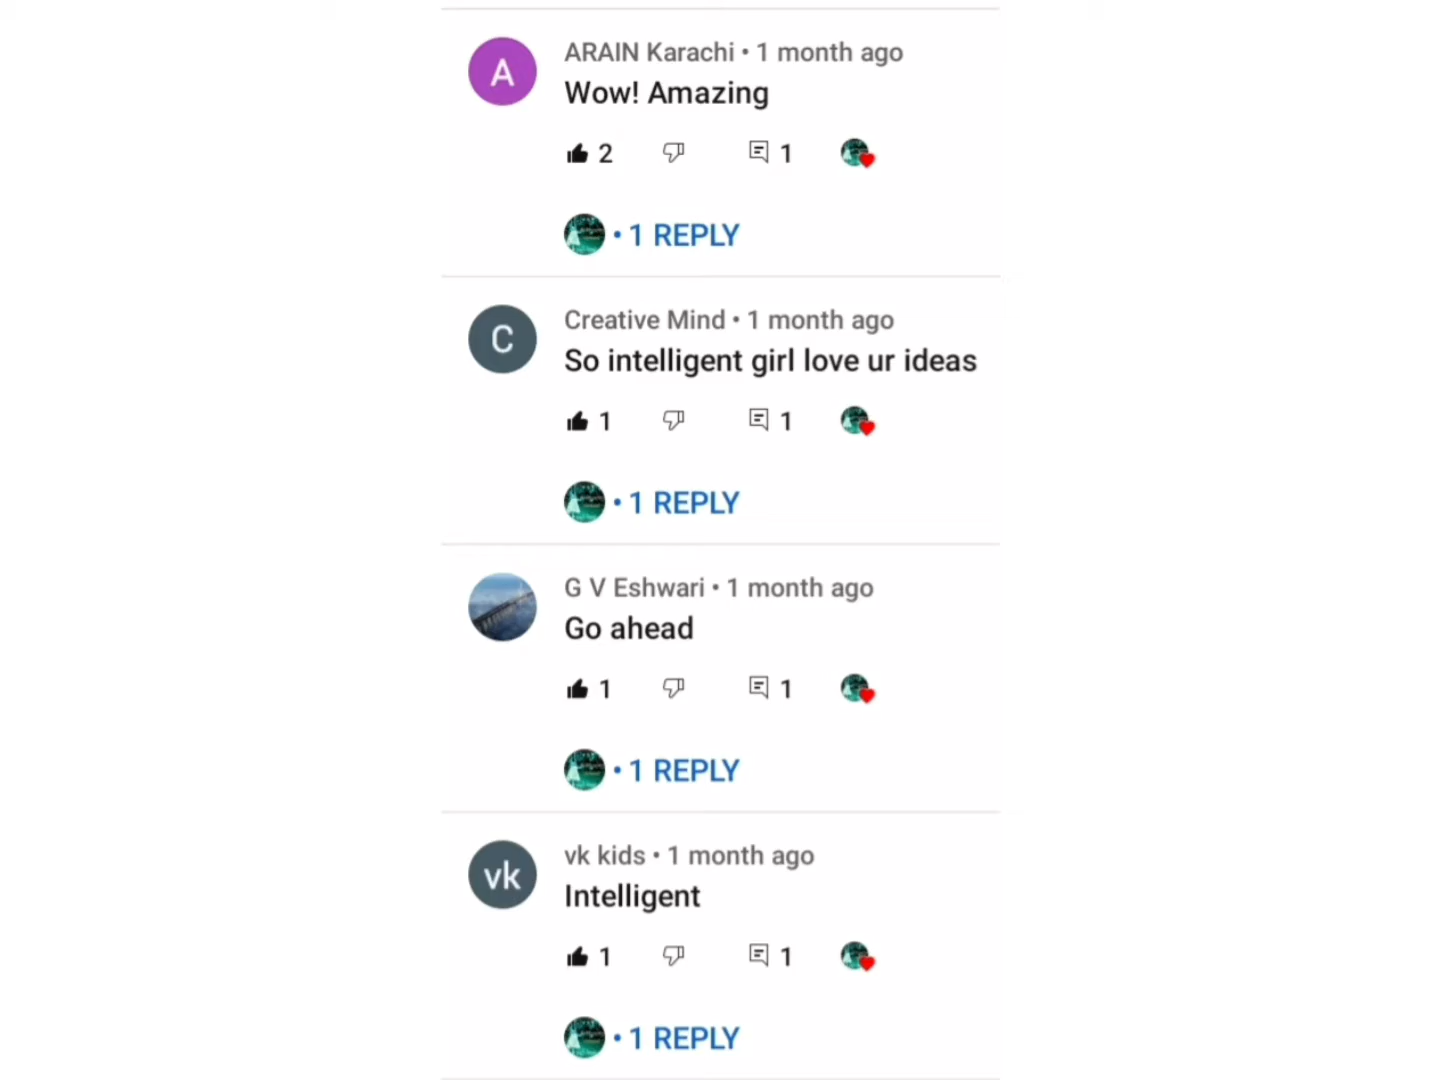 A
ARAIN Karachi • 1 month ago
Wow! Amazing
2 1
• 1 REPLY
C
Creative Mind • 1 month ago
So intelligent girl love ur ideas
1 1
• 1 REPLY
G V Eshwari • 1 month ago
Go ahead
1 1
• 1 REPLY
vk
vk kids • 1 month ago
Intelligent
1 1
• 1 REPLY